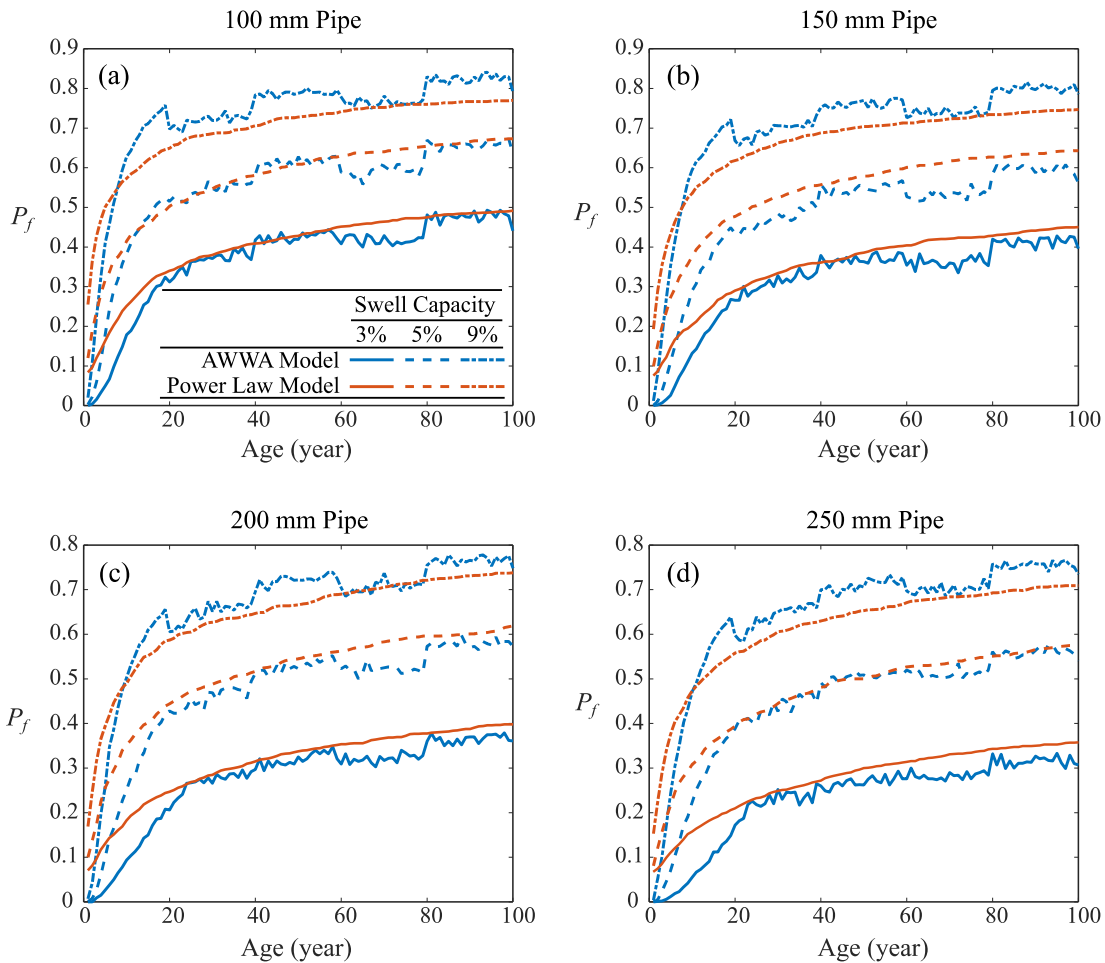 100 mm Pipe
(a)
0.9
0.8
0.7
0.6
0.5
0.4
0.3
0.2
0.1
0
P_f
Swell Capacity
3% 5% 9%
AWWA Model
Power Law Model
0 20 40 60 80 100
Age (year)
150 mm Pipe
(b)
0.9
0.8
0.7
0.6
0.5
0.4
0.3
0.2
0.1
0
P_f
0 20 40 60 80 100
Age (year)
200 mm Pipe
(c)
0.8
0.7
0.6
0.5
0.4
0.3
0.2
0.1
0
P_f
0 20 40 60 80 100
Age (year)
250 mm Pipe
(d)
0.8
0.7
0.6
0.5
0.4
0.3
0.2
0.1
0
P_f
0 20 40 60 80 100
Age (year)